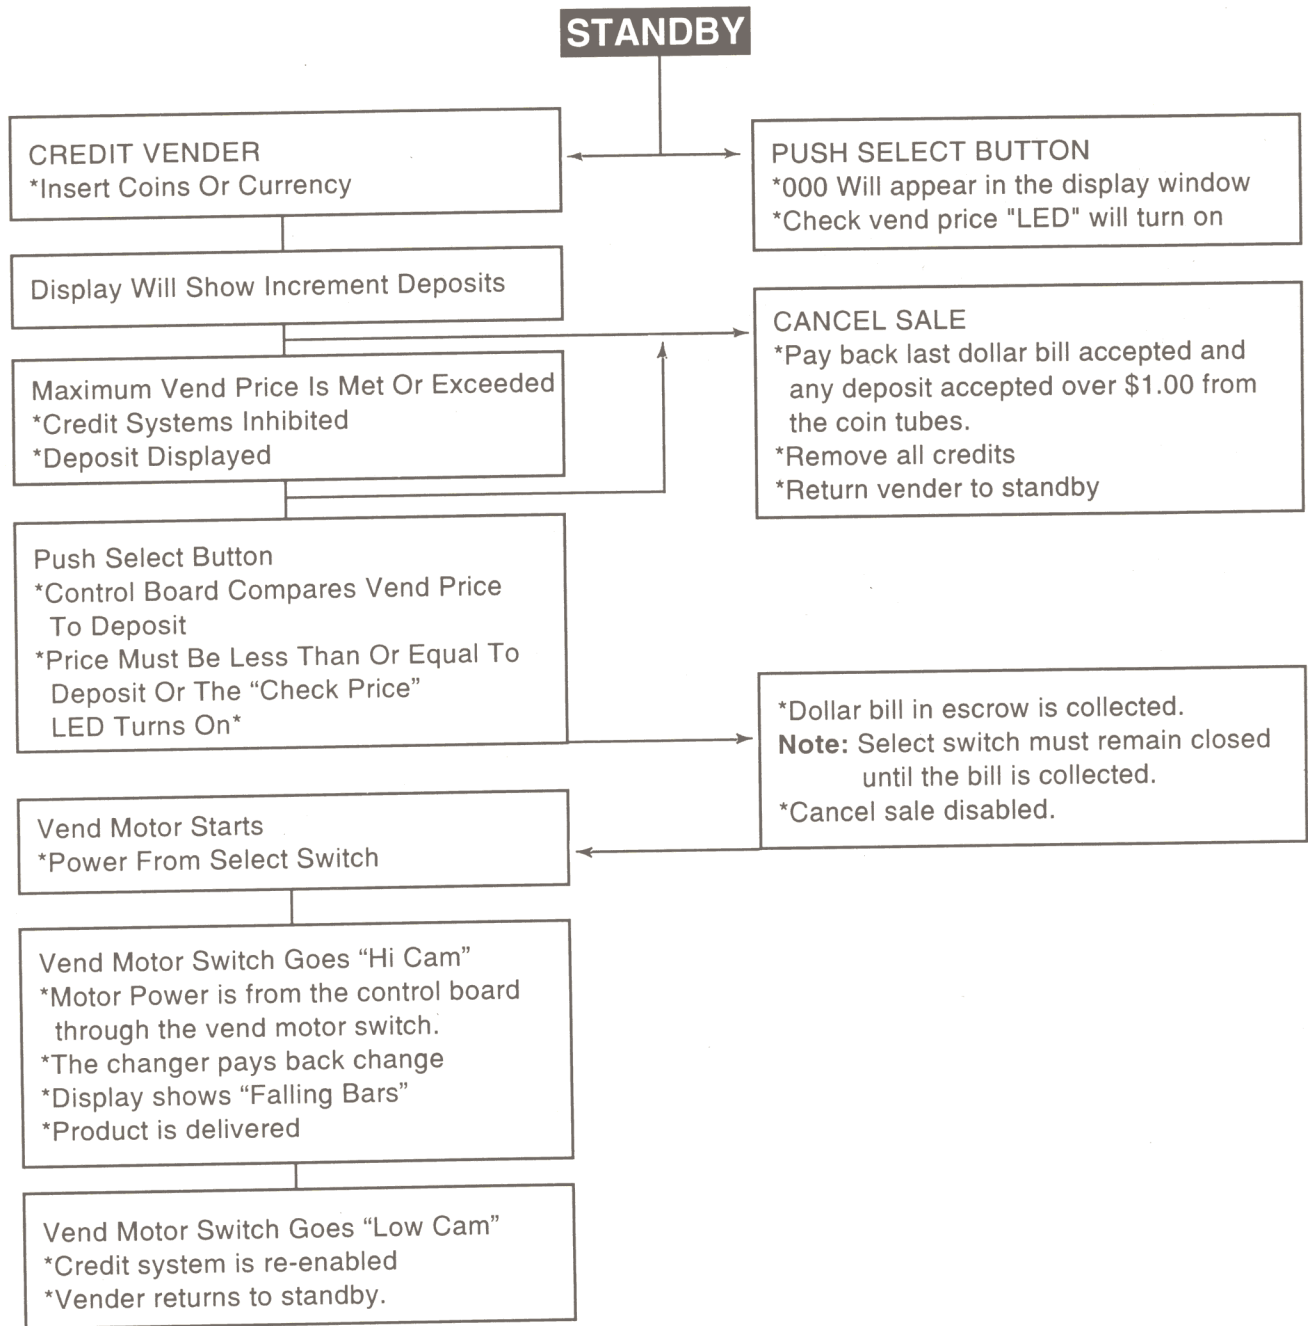 STANDBY
CREDIT VENDER
*Insert Coins Or Currency
PUSH SELECT BUTTON
*000 Will appear in the display window
*Check vend price "LED" will turn on
Display Will Show Increment Deposits
CANCEL SALE
*Pay back last dollar bill accepted and
any deposit accepted over $1.00 from
the coin tubes.
*Remove all credits
*Return vender to standby
Maximum Vend Price Is Met Or Exceeded
*Credit Systems Inhibited
*Deposit Displayed
Push Select Button
*Control Board Compares Vend Price
To Deposit
*Price Must Be Less Than Or Equal To
Deposit Or The “Check Price”
LED Turns On*
*Dollar bill in escrow is collected.
Note: Select switch must remain closed
until the bill is collected.
*Cancel sale disabled.
Vend Motor Starts
*Power From Select Switch
Vend Motor Switch Goes “Hi Cam”
*Motor Power is from the control board
through the vend motor switch.
*The changer pays back change
*Display shows “Falling Bars”
*Product is delivered
Vend Motor Switch Goes “Low Cam”
*Credit system is re-enabled
*Vender returns to standby.